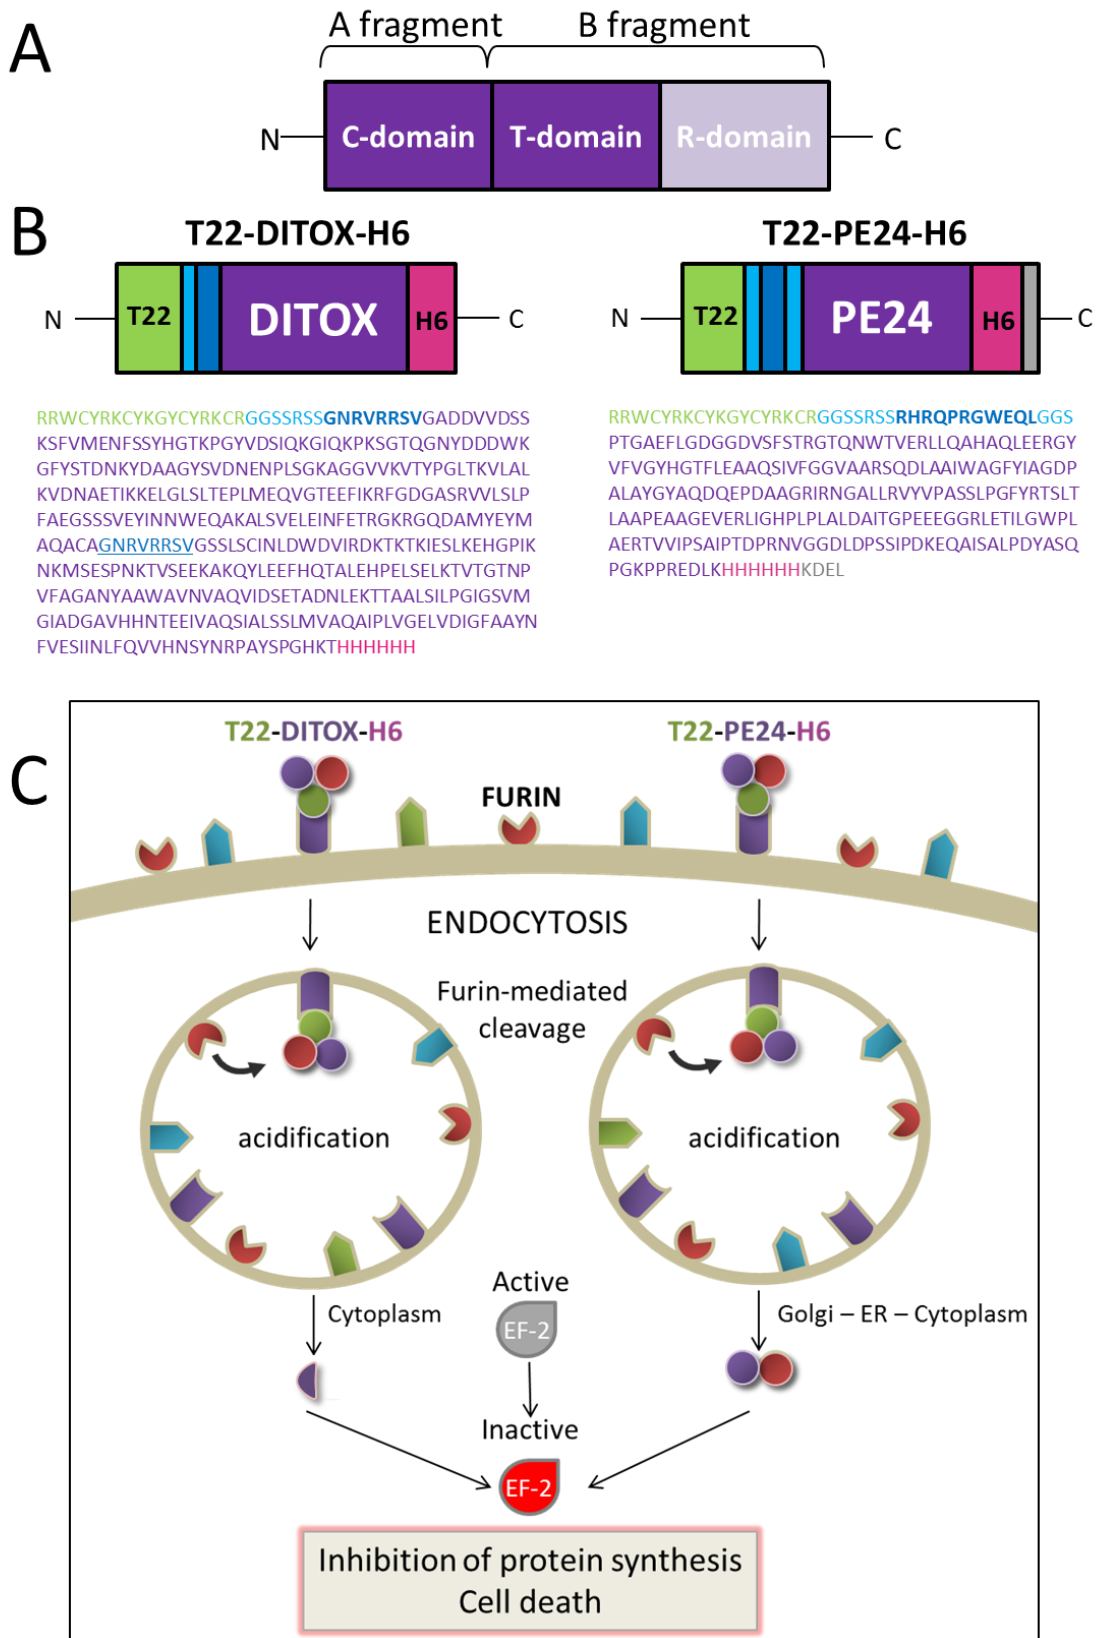 A
A fragment
B fragment
N
C-domain
T-domain
R-domain
C
B
T22-DITOX-H6
N
T22
DITOX
H6
C
RRWCYRKCYKGYCYRKCRGGSSRSSGNRVRRSVGADDVVDSS
KSFVMENFSSYHGTKPGYVDSIQKGIQKPKSGTQGNYDDDWK
GFYSTDNKYDAAGYSVDNENPLSGKAGGVVKVTYPGLTKVLAL
KVDNAETIKKELGLSLTEPLMEQVGTEEFIKRFGDGASRVVLSLP
FAEGSSSVEYINNWEQAKALSVELEINFETRGKRGQDAMYEYM
AQACAGNRVRRSVGSSLSCINLDWDVIRDKTKTKIESLKEHGPIK
NKMSESPNKTVSEEKAKQYLEEFHQTALEHPELSELKTVTGTNP
VFAGANYAAWAVNVAQVIDSETADNLEKTTAALSILPGIGSVM
GIADGAVHHNTEEIVAQSIALSSLMVAQAIPLVGELVDIGFAAYN
FVESIINLFQVVHNSYNRPAYSPGHKTHHHHHH
T22-PE24-H6
N
T22
PE24
H6
C
RRWCYRKCYKGYCYRKCRGGSSRSSRHRQPRGWEQLGGS
PTGAEFLGDGGDVSFSTRGTQNWTVERLLQAHAQLEERGY
VFVGYHGTFLEAAQSIVFGGVAARSQDLAAIWAGFYIAGDP
ALAYGYAQDQEPDAAGRIRNGALLRVYVPASSLPGFYRTSLT
LAAPEAAGEVERLIGHPLPLALDAITGPEEEGGRLETILGWPL
AERTVVIPSAIPTDPRNVGGDLDPSSIPDKEQAISALPDYASQ
PGKPPREDLKHHHHHHKDEL
C
T22-DITOX-H6
T22-PE24-H6
FURIN
ENDOCYTOSIS
Furin-mediated
cleavage
acidification
acidification
Cytoplasm
Active
EF-2
Golgi – ER – Cytoplasm
Inactive
EF-2
Inhibition of protein synthesis
Cell death